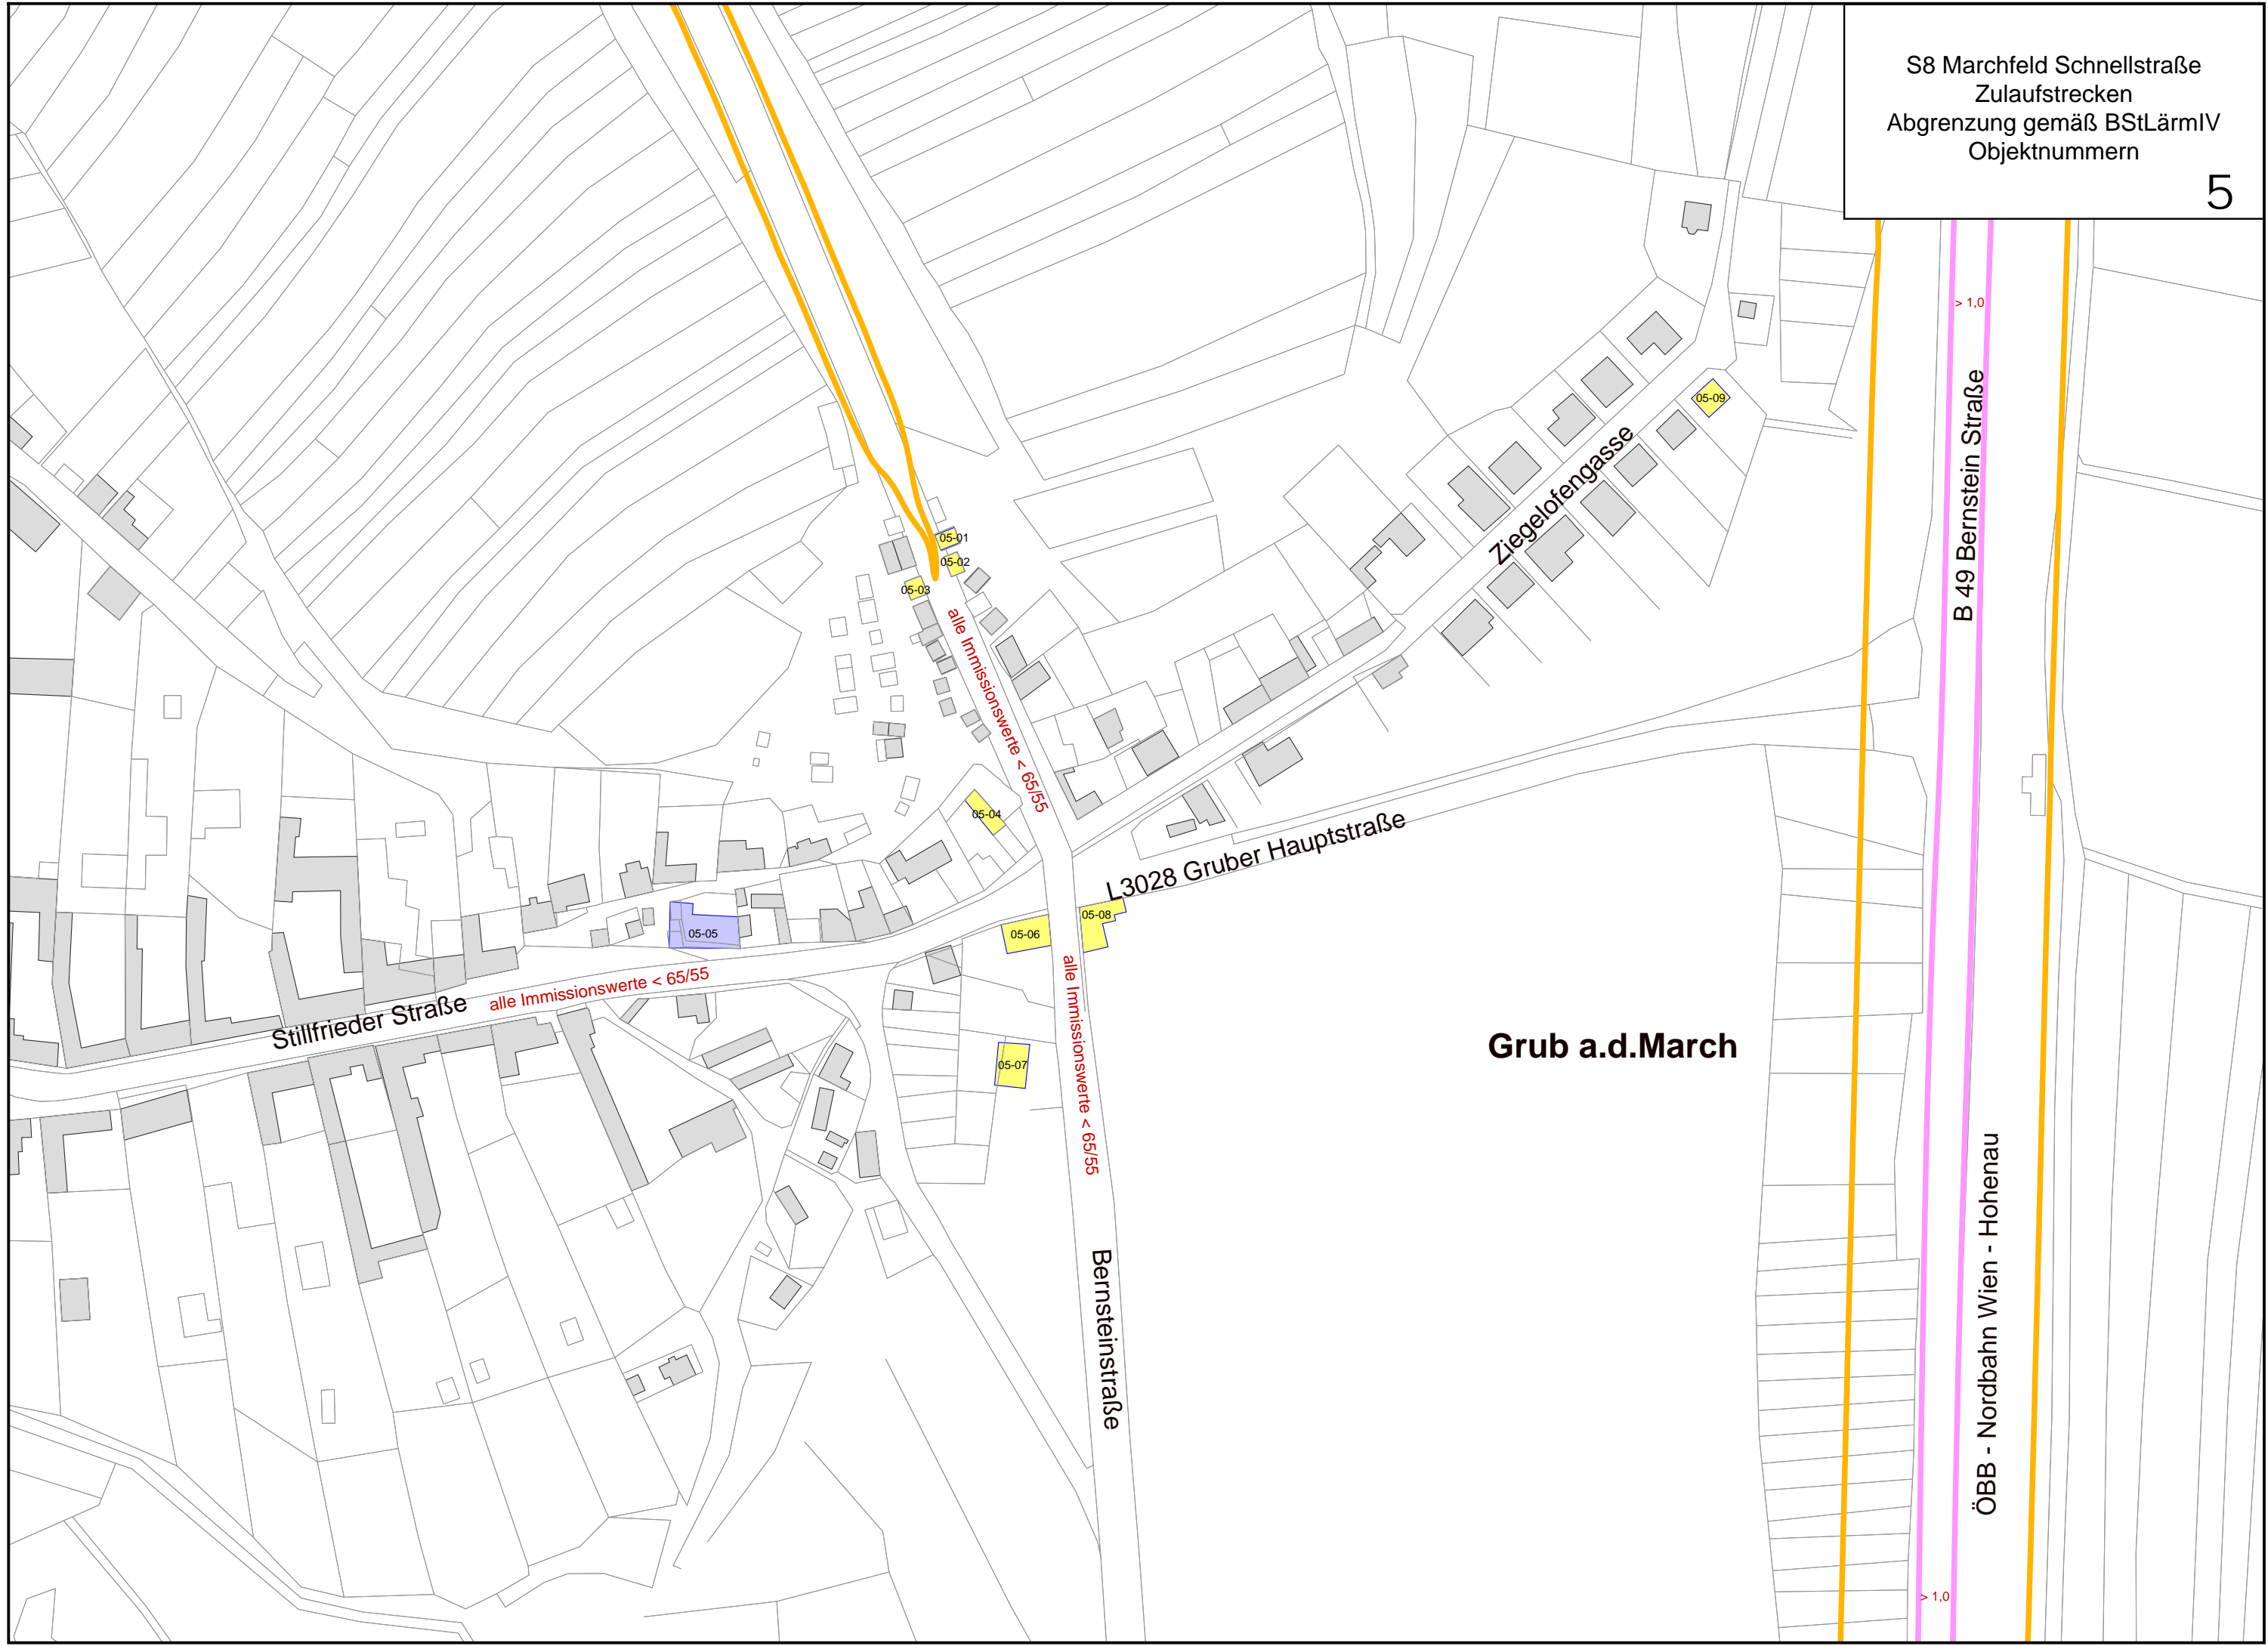 S8 Marchfeld Schnellstraße
Zulaufstrecken
Abgrenzung gemäß BStLärmIV
Objektnummern
5
> 1,0
B 49 Bernstein Straße
05-09
Ziegelofengasse
05-01
05-02
05-03
alle Immissionswerte < 65/55
05-04
L3028 Gruber Hauptstraße
05-05
05-06
05-08
alle Immissionswerte < 65/55
Stillfrieder Straße
alle Immissionswerte < 65/55
05-07
Grub a.d.March
Bernsteinstraße
ÖBB - Nordbahn Wien - Hohenau
> 1,0